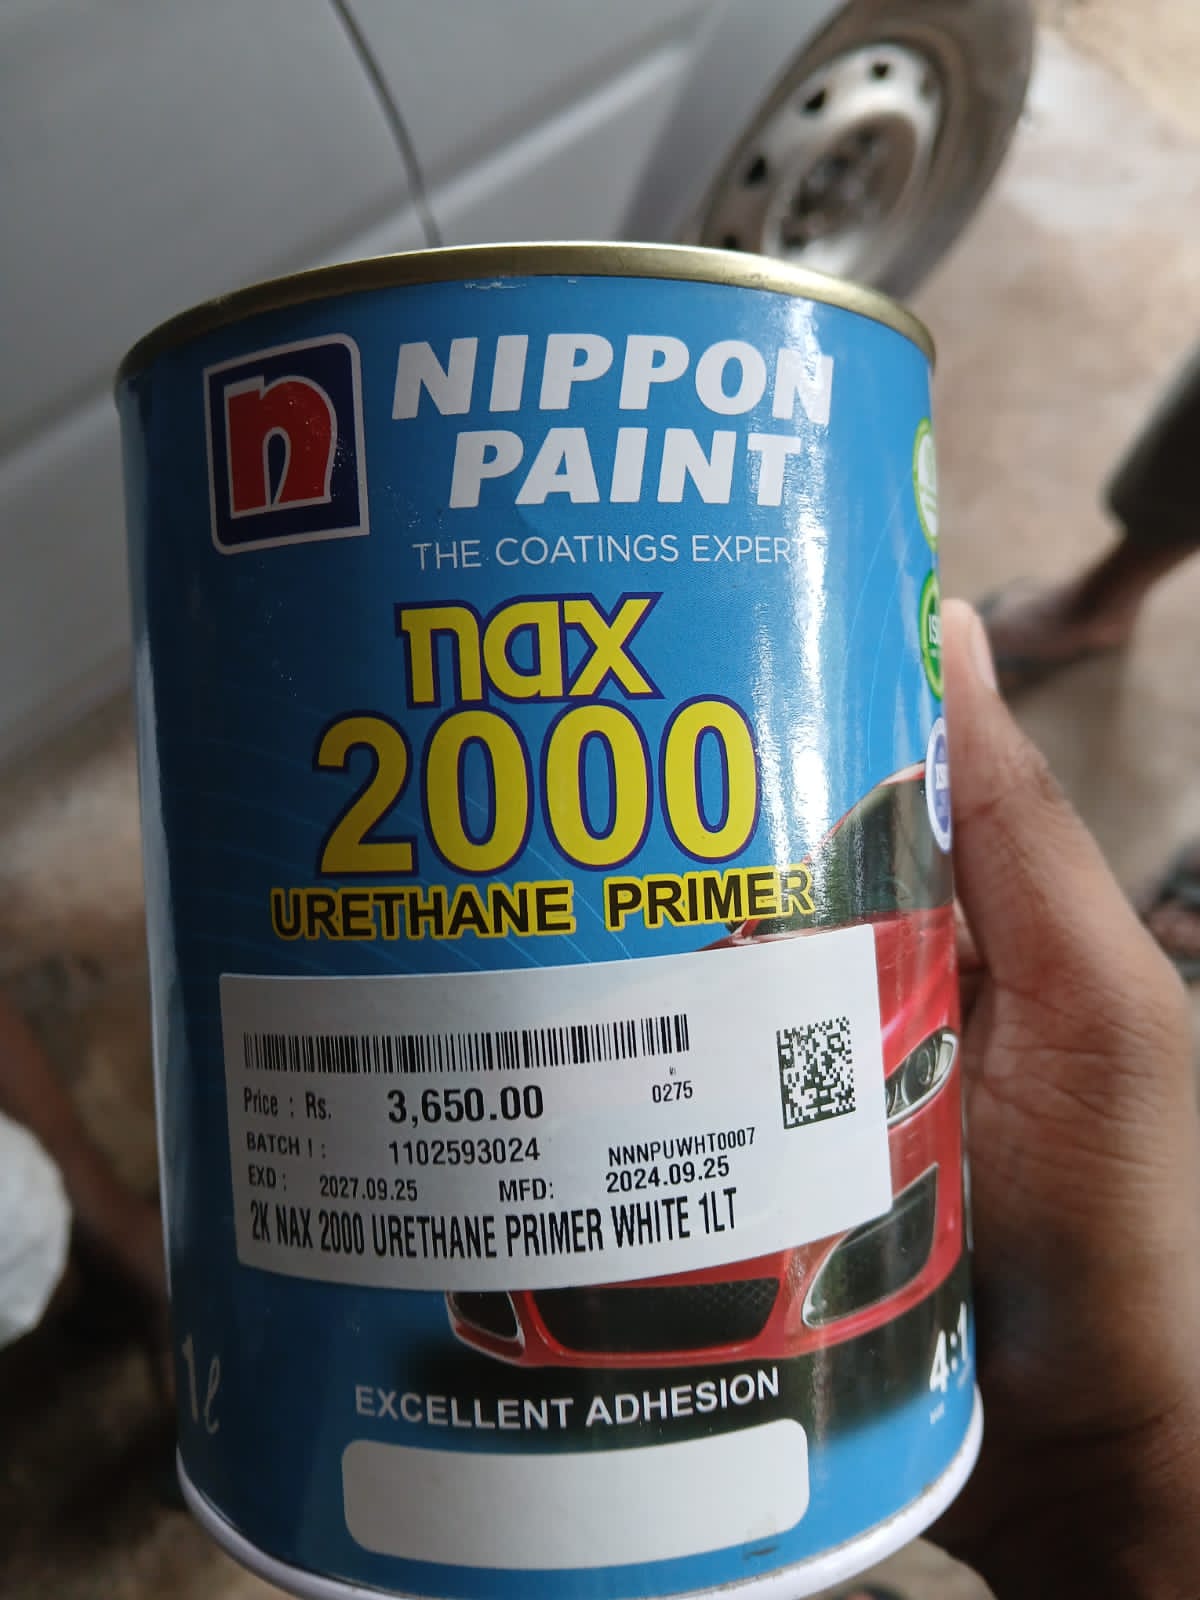 n
NIPPON
PAINT
THE COATINGS EXPERT
nax
2000
URETHANE PRIMER
0275
Price : Rs. 3,650.00
BATCH ! : 1102593024 NNNPUWHT0007
EXD : 2027.09.25 MFD: 2024.09.25
2K NAX 2000 URETHANE PRIMER WHITE 1LT
1ℓ
4:1
EXCELLENT ADHESION